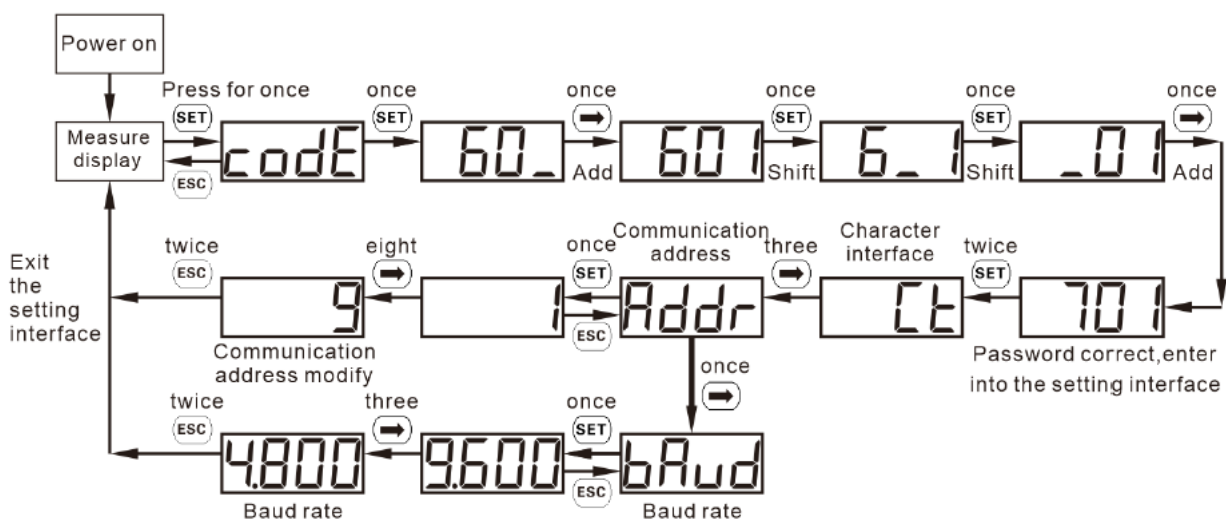 Power on
Press for once
once
once
once
once
once
SET
SET
➡
SET
SET
➡
Measure
display
codE
60_
601
6_1
_01
ESC
Add
Shift
Shift
Add
Communication
address
Character
interface
twice
eight
once
three
twice
ESC
➡
SET
➡
SET
Exit
the
setting
interface
9
1
Addr
Ct
701
ESC
Communication
address modify
Password correct,enter
into the setting interface
once
➡
twice
three
once
ESC
➡
SET
4.800
9.600
bAud
ESC
Baud rate
Baud rate